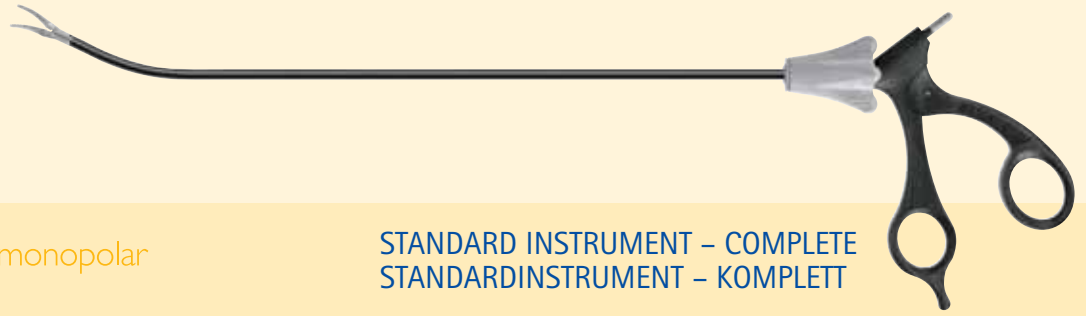 monopolar
STANDARD INSTRUMENT – COMPLETE
STANDARDINSTRUMENT – KOMPLETT